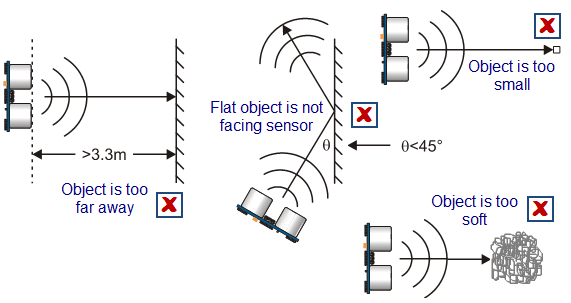 >3.3m
Object is too
far away
Flat object is not
facing sensor
θ
θ<45°
Object is too
small
Object is too
soft